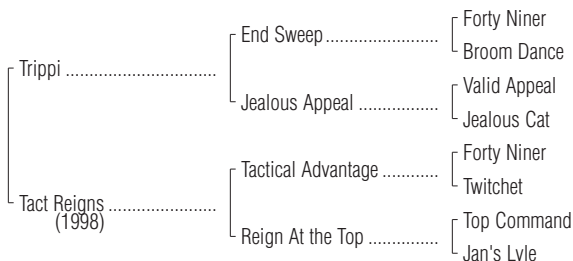 Forty Niner
End Sweep
Broom Dance
Trippi
Valid Appeal
Jealous Appeal
Jealous Cat
Forty Niner
Tactical Advantage
Twitchet
Tact Reigns
(1998)
Top Command
Reign At the Top
Jan's Lyle